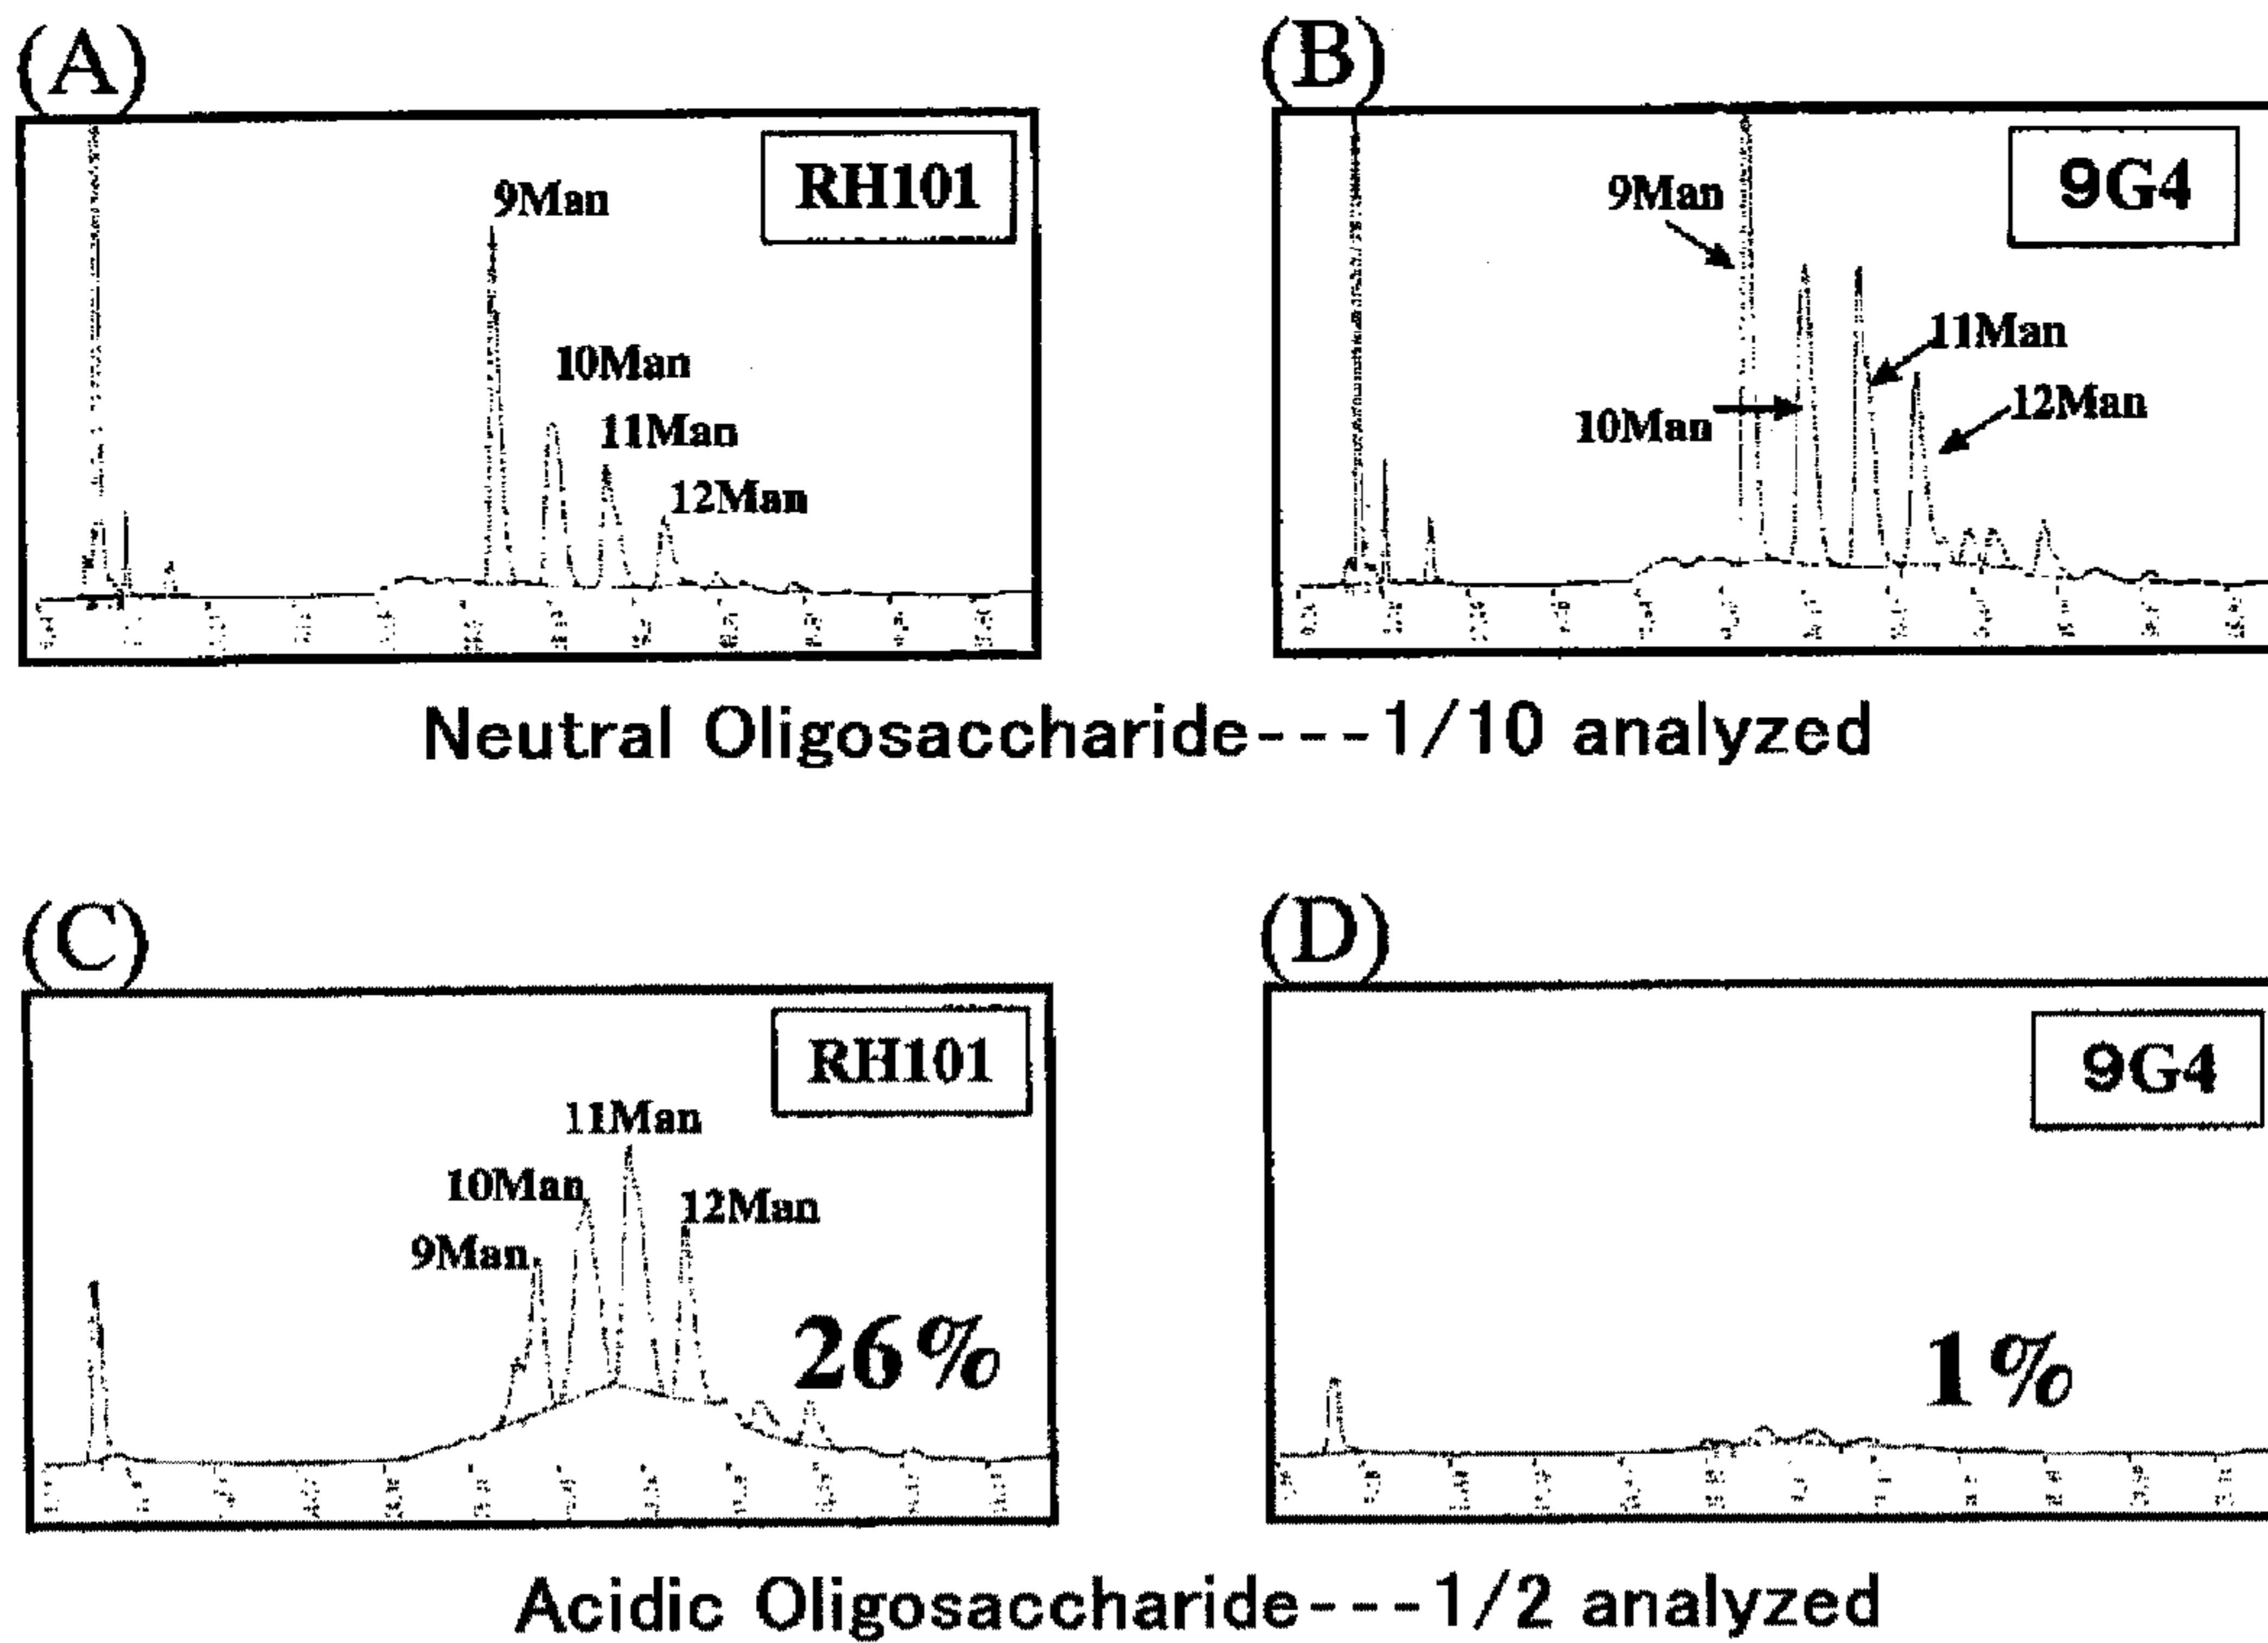 (A)
(B)
RH101
9Man
10Man
11Man
12Man
9G4
9Man
11Man
12Man
10Man
Neutral Oligosaccharide---1/10 analyzed
(C)
(D)
RH101
11Man
10Man
12Man
9Man
26%
9G4
1%
Acidic Oligosaccharide---1/2 analyzed